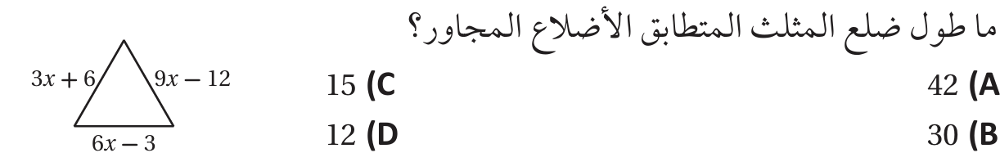 ما طول ضلع المثلث المتطابق الأضلاع المجاور؟
42 (A
15 (C
30 (B
12 (D
3x + 6
9x − 12
6x − 3